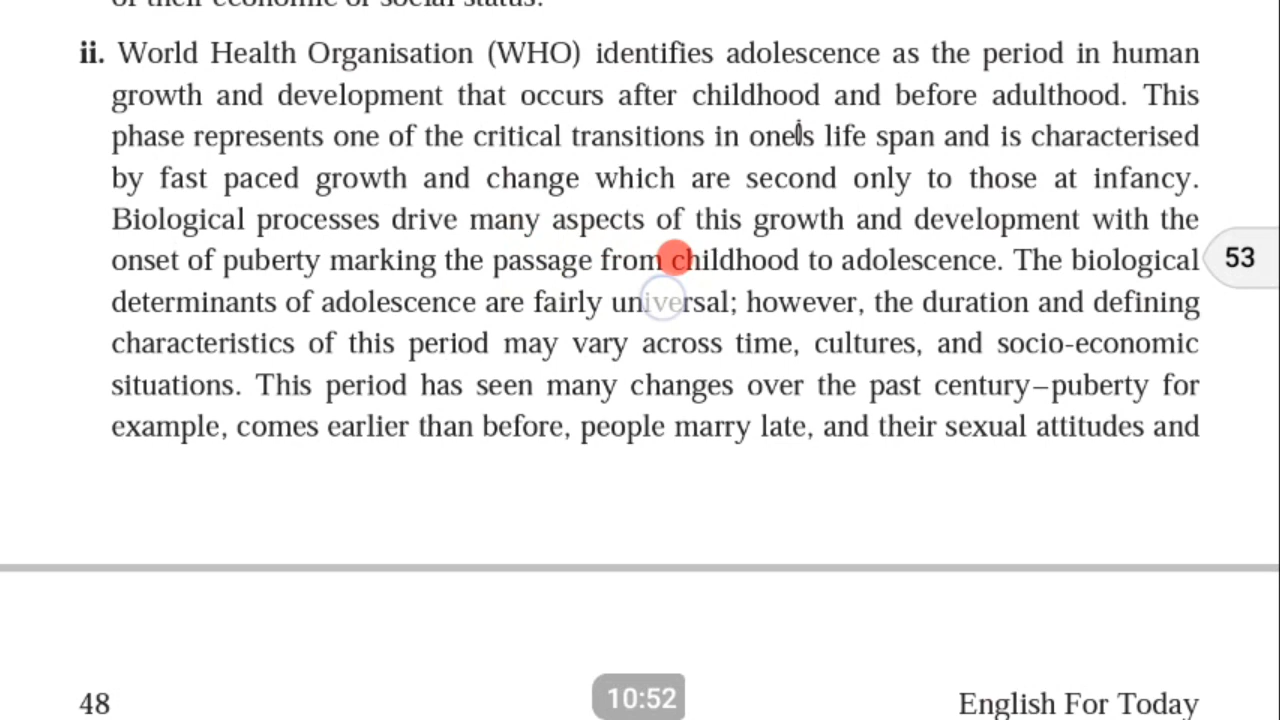 of their economic or social status.
ii. World Health Organisation (WHO) identifies adolescence as the period in human
growth and development that occurs after childhood and before adulthood. This
phase represents one of the critical transitions in one's life span and is characterised
by fast paced growth and change which are second only to those at infancy.
Biological processes drive many aspects of this growth and development with the
onset of puberty marking the passage from childhood to adolescence. The biological
determinants of adolescence are fairly universal; however, the duration and defining
characteristics of this period may vary across time, cultures, and socio-economic
situations. This period has seen many changes over the past century–puberty for
example, comes earlier than before, people marry late, and their sexual attitudes and
53
48
10:52
English For Today